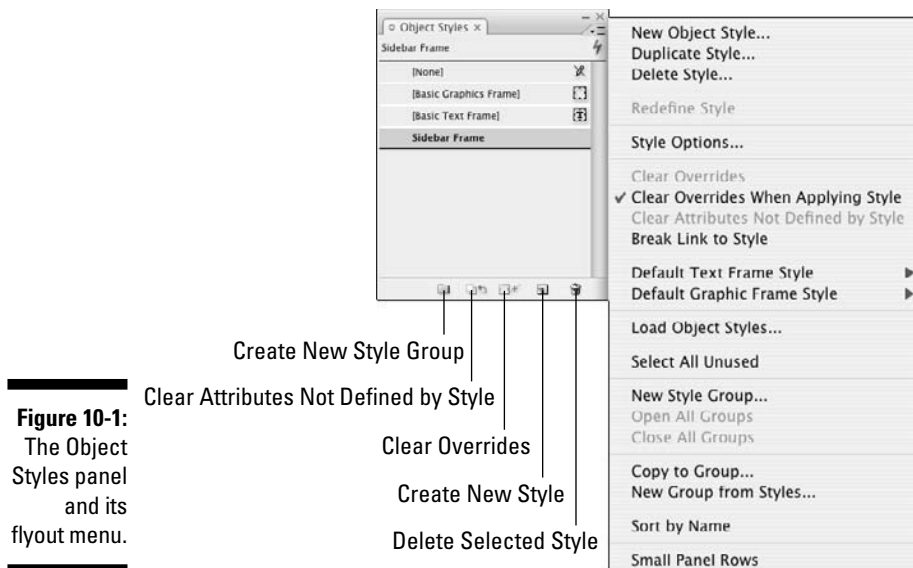 Object Styles ×
Sidebar Frame
[None]
[Basic Graphics Frame]
[Basic Text Frame]
Sidebar Frame
New Object Style...
Duplicate Style...
Delete Style...
Redefine Style
Style Options...
Clear Overrides
✓ Clear Overrides When Applying Style
Clear Attributes Not Defined by Style
Break Link to Style
Default Text Frame Style
Default Graphic Frame Style
Load Object Styles...
Select All Unused
New Style Group...
Open All Groups
Close All Groups
Copy to Group...
New Group from Styles...
Sort by Name
Small Panel Rows
Create New Style Group
Clear Attributes Not Defined by Style
Clear Overrides
Create New Style
Delete Selected Style
Figure 10-1:
The Object
Styles panel
and its
flyout menu.